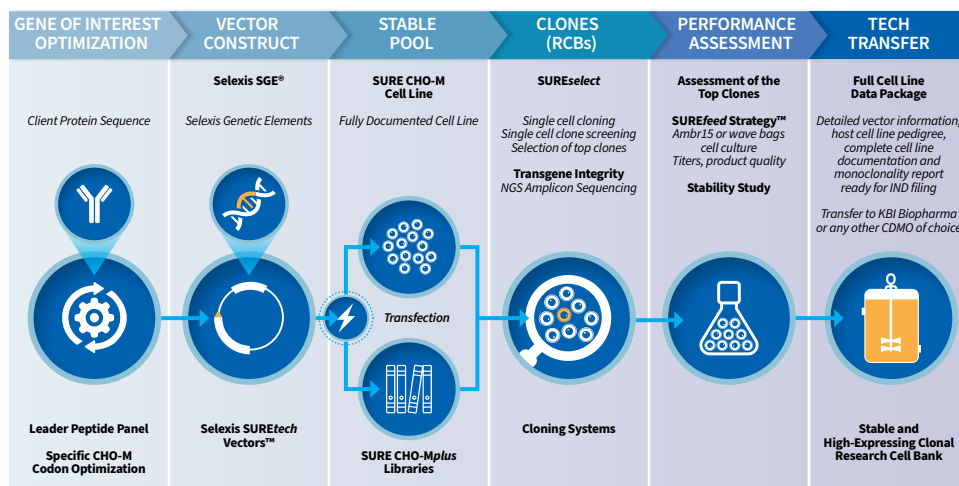 GENE OF INTEREST
OPTIMIZATION
VECTOR
CONSTRUCT
STABLE
POOL
CLONES
(RCBs)
PERFORMANCE
ASSESSMENT
TECH
TRANSFER
Client Protein Sequence
Leader Peptide Panel
Specific CHO-M
Codon Optimization
Selexis SGE®
Selexis Genetic Elements
Selexis SUREtech
Vectors™
SURE CHO-M
Cell Line
Fully Documented Cell Line
Transfection
SURE CHO-Mplus
Libraries
SUREselect
Single cell cloning
Single cell clone screening
Selection of top clones
Transgene Integrity
NGS Amplicon Sequencing
Cloning Systems
Assessment of the
Top Clones
SUREfeed Strategy™
Ambr15 or wave bags
cell culture
Titers, product quality
Stability Study
Full Cell Line
Data Package
Detailed vector information,
host cell line pedigree,
complete cell line
documentation and
monoclonality report
ready for IND filing
Transfer to KBI Biopharma
or any other CDMO of choice
Stable and
High-Expressing Clonal
Research Cell Bank